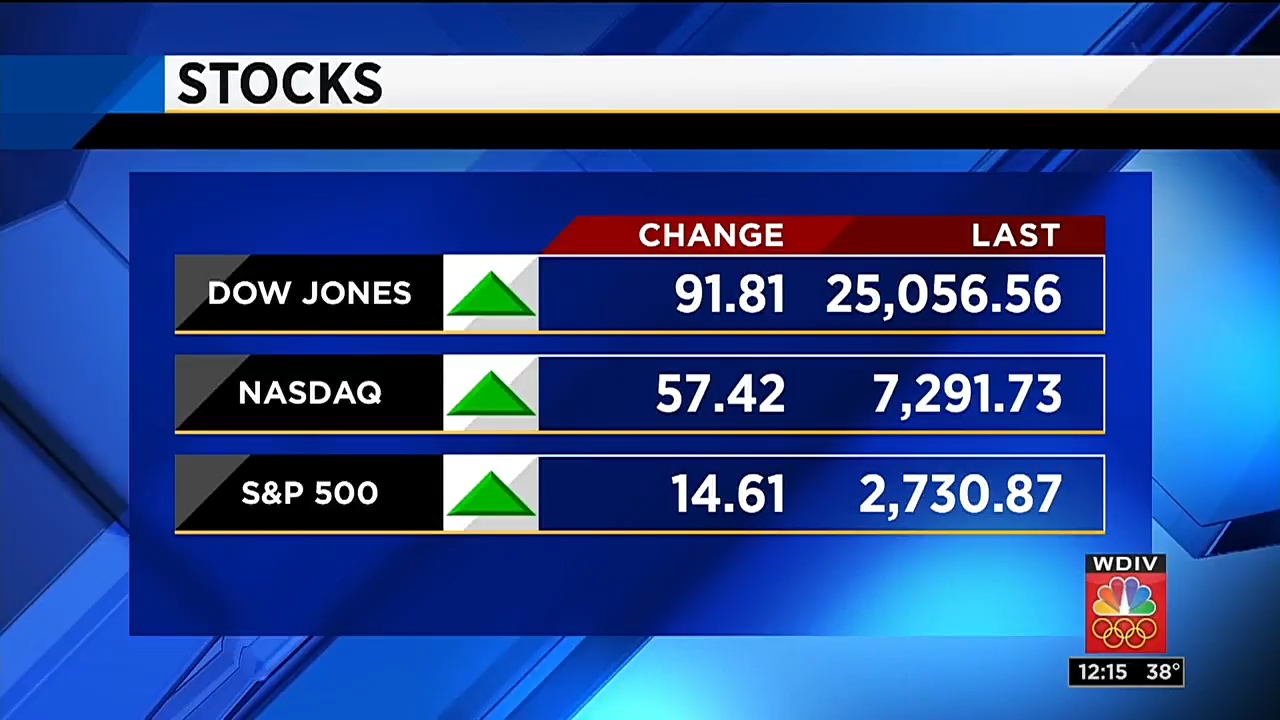 STOCKS
CHANGE LAST
DOW JONES 91.81 25,056.56
NASDAQ 57.42 7,291.73
S&P 500 14.61 2,730.87
WDIV
12:15 38°